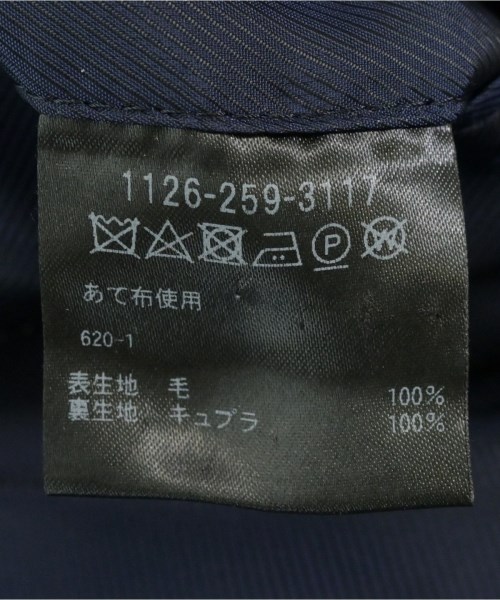 1126-259-3117
P W
あて布使用
620-1
表生地 毛 100%
裏生地 キュプラ 100%